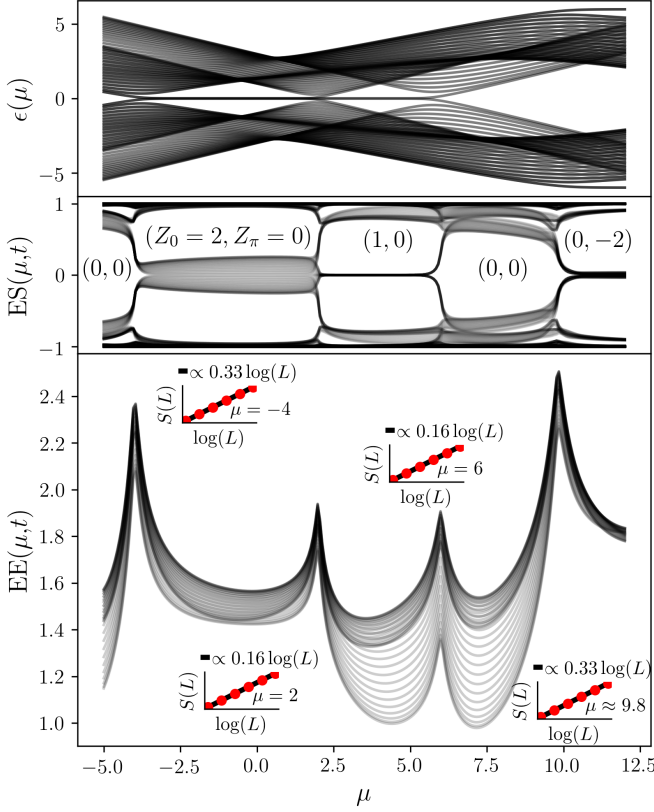 ϵ(μ)
5
0
−5
ES(μ,t)
1
0
−1
(0, 0)
(Z_0 = 2, Z_π = 0)
(1, 0)
(0, 0)
(0, −2)
EE(μ,t)
2.4
2.2
2.0
1.8
1.6
1.4
1.2
1.0
∝ 0.33 log(L)
S(L)
μ = −4
log(L)
∝ 0.16 log(L)
S(L)
μ = 6
log(L)
∝ 0.16 log(L)
S(L)
μ = 2
log(L)
∝ 0.33 log(L)
S(L)
μ ≈ 9.8
log(L)
−5.0 −2.5 0.0 2.5 5.0 7.5 10.0 12.5
μ